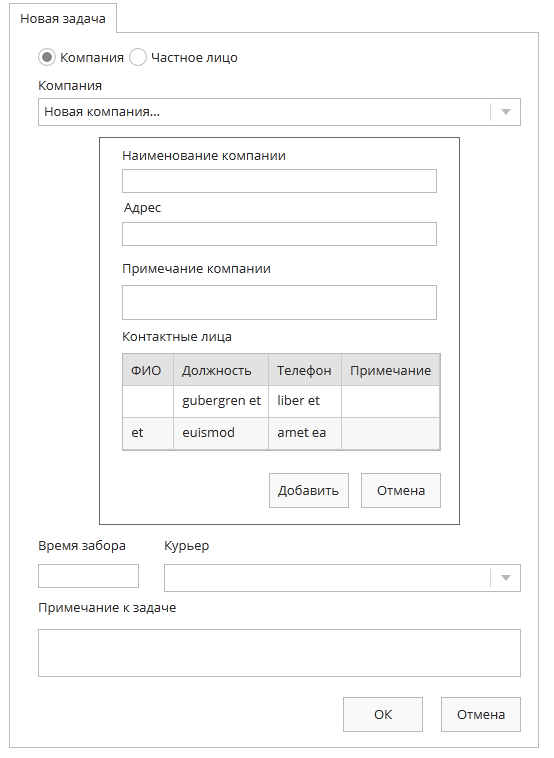 Новая задача
Компания Частное лицо
Компания
Новая компания...
Наименование компании
Адрес
Примечание компании
Контактные лица
ФИО Должность Телефон Примечание
gubergren et liber et
et euismod amet ea
Добавить Отмена
Время забора Курьер
Примечание к задаче
OK Отмена